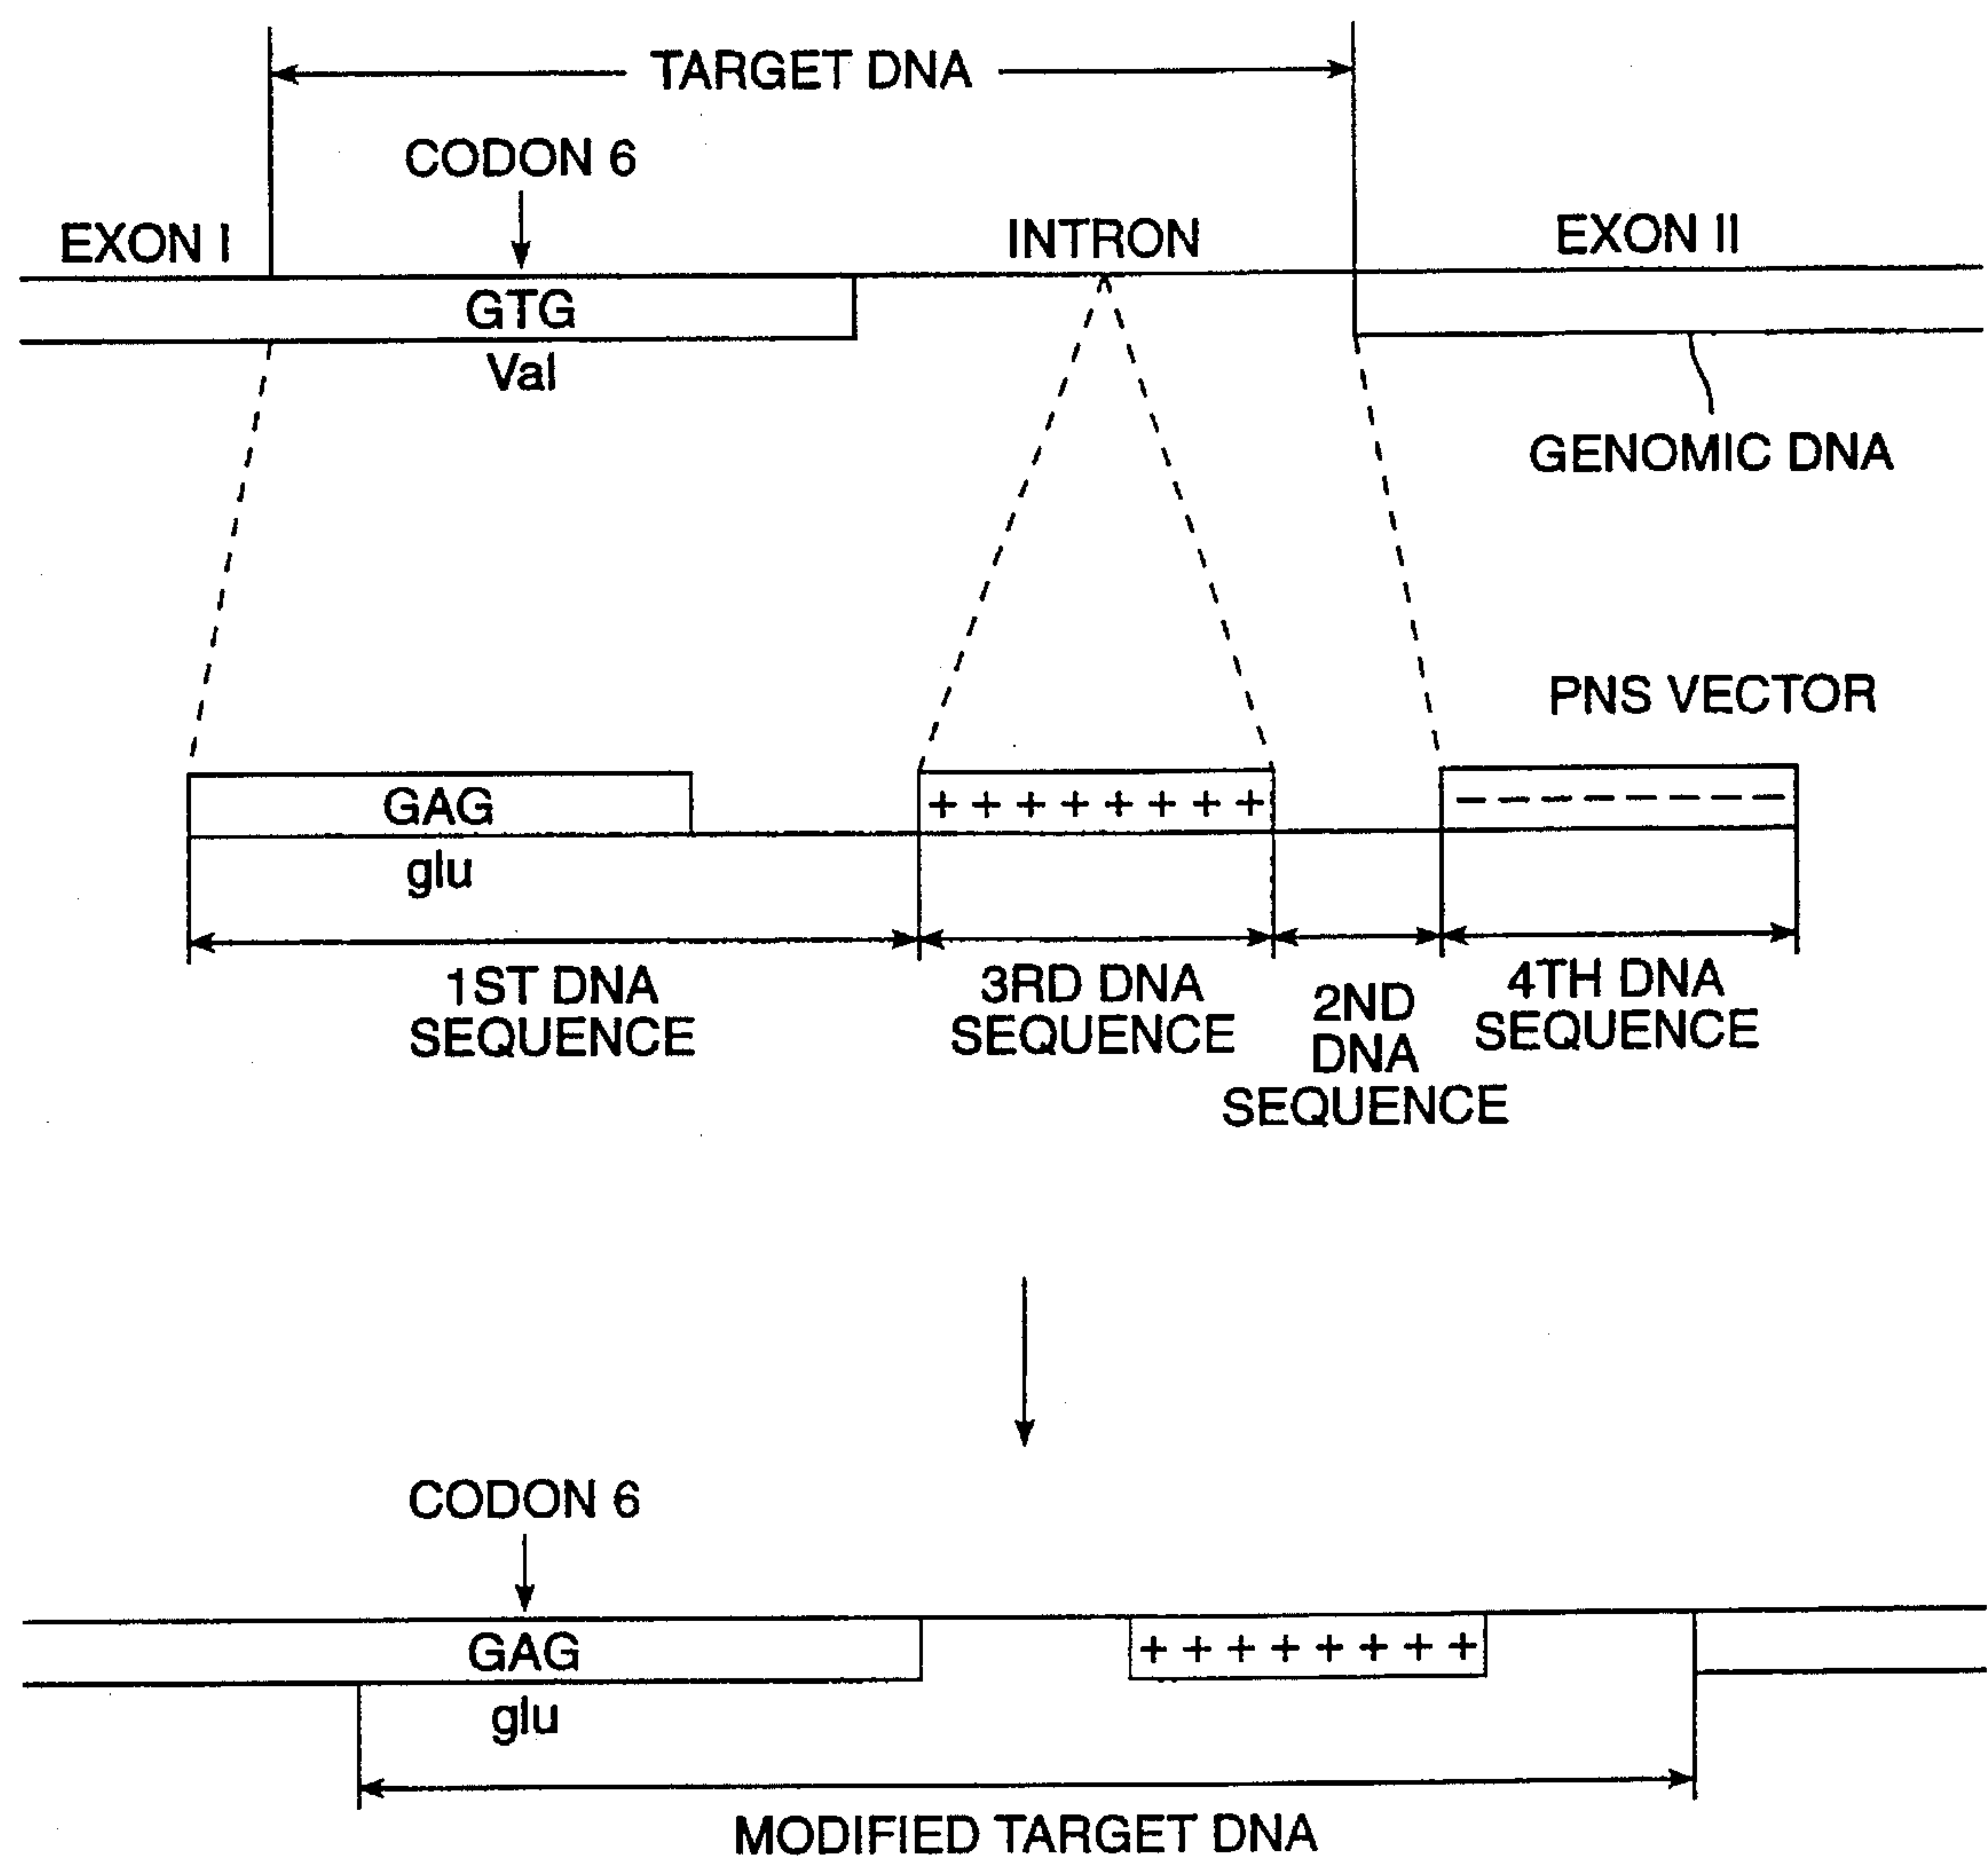 TARGET DNA
CODON 6
EXON I
INTRON
EXON II
GTG
Val
GENOMIC DNA
PNS VECTOR
GAG
+ + + + + + + +
− − − − − − − −
glu
1ST DNA
SEQUENCE
3RD DNA
SEQUENCE
2ND
DNA
SEQUENCE
4TH DNA
SEQUENCE
CODON 6
GAG
+ + + + + + + +
glu
MODIFIED TARGET DNA